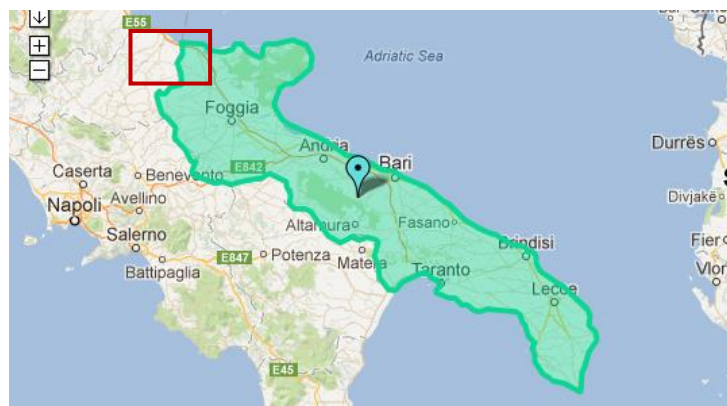 E55
Adriatic Sea
Foggia
Andria
Bari
Durrës
E842
Caserta
Benevento
Divjakë
Napoli
Avellino
Altamura
Fasano
Salerno
Brindisi
Fier
E847
Potenza
Matera
Vlor
Battipaglia
Taranto
Lecce
E45